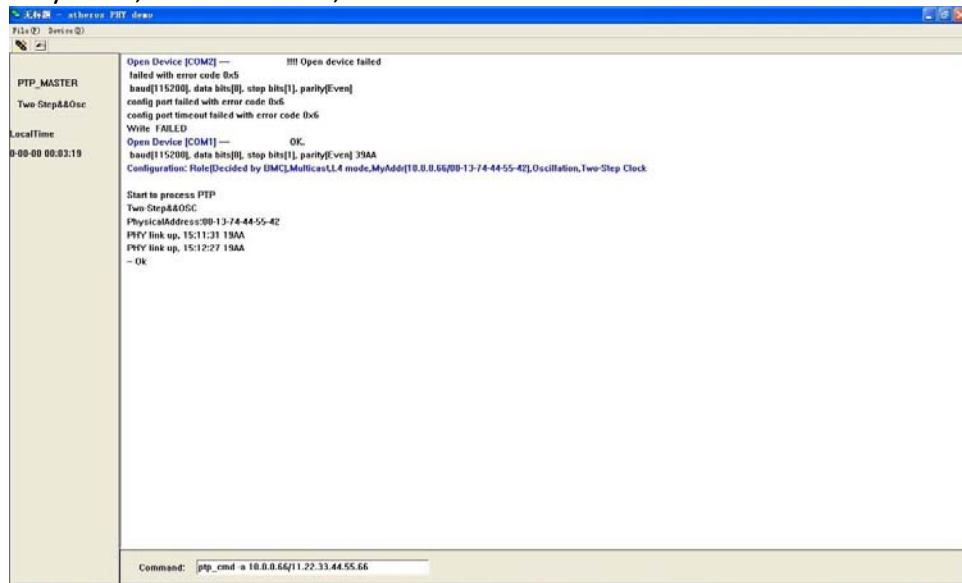 无标题 - atheros PHY demo
File(F) Device(D)
PTP_MASTER
Two-Step&&Osc
LocalTime
0-00-00 00:03:19
Open Device [COM2] --- !!!! Open device failed
failed with error code 0x5
baud[115200], data bits[8], stop bits[1], parity[Even]
config port failed with error code 0x6
config port timeout failed with error code 0x6
Write FAILED
Open Device [COM1] --- OK.
baud[115200], data bits[8], stop bits[1], parity[Even] 39AA
Configuration: Role[Decided by BMC],Multicast,L4 mode,MyAddr[10.0.0.66/00-13-74-44-55-42],Oscillation,Two-Step Clock
Start to process PTP
Two-Step&&OSC
PhysicalAddress:00-13-74-44-55-42
PHY link up, 15:11:31 19AA
PHY link up, 15:12:27 19AA
-- Ok
Command: ptp_cmd -a 10.0.0.66/11.22.33.44.55.66